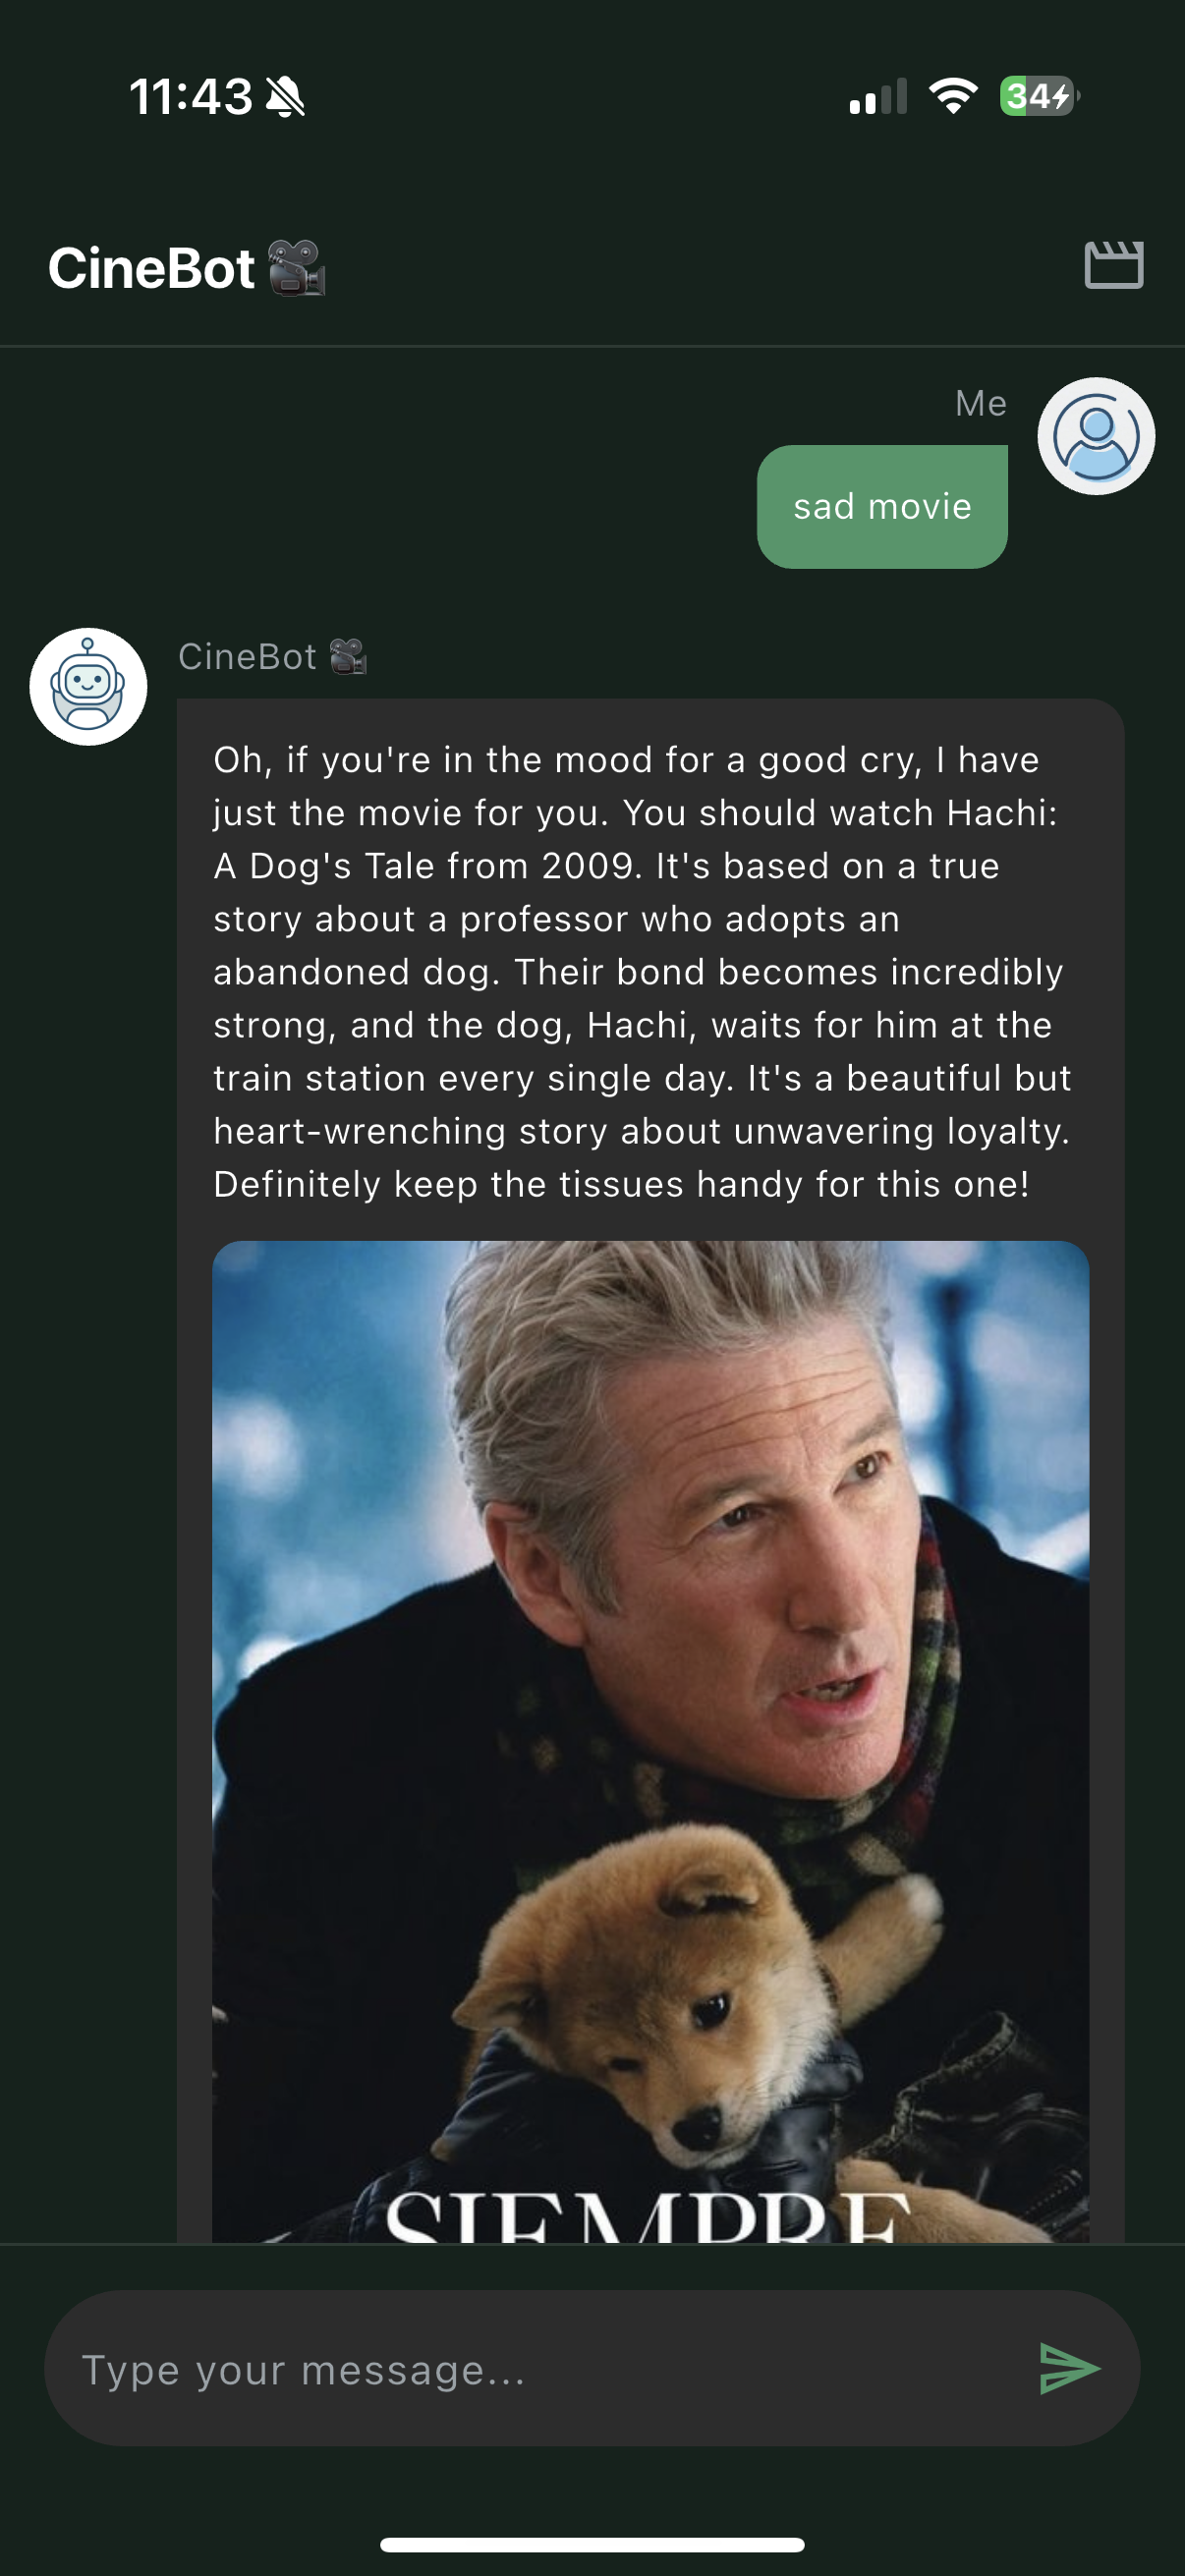 11:43
34
CineBot
Me
sad movie
CineBot
Oh, if you're in the mood for a good cry, I have
just the movie for you. You should watch Hachi:
A Dog's Tale from 2009. It's based on a true
story about a professor who adopts an
abandoned dog. Their bond becomes incredibly
strong, and the dog, Hachi, waits for him at the
train station every single day. It's a beautiful but
heart-wrenching story about unwavering loyalty.
Definitely keep the tissues handy for this one!
SIEMPRE
Type your message...